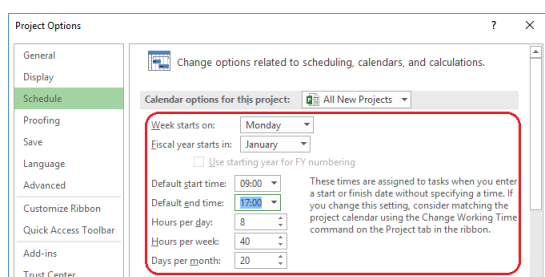 Project Options ? ×
General
Display
Schedule
Proofing
Save
Language
Advanced
Customize Ribbon
Quick Access Toolbar
Add-ins
Trust Center
Change options related to scheduling, calendars, and calculations.
Calendar options for this project: All New Projects
Week starts on: Monday
Fiscal year starts in: January
Use starting year for FY numbering
Default start time: 09:00
Default end time: 17:00
Hours per day: 8
Hours per week: 40
Days per month: 20
These times are assigned to tasks when you enter
a start or finish date without specifying a time. If
you change this setting, consider matching the
project calendar using the Change Working Time
command on the Project tab in the ribbon.